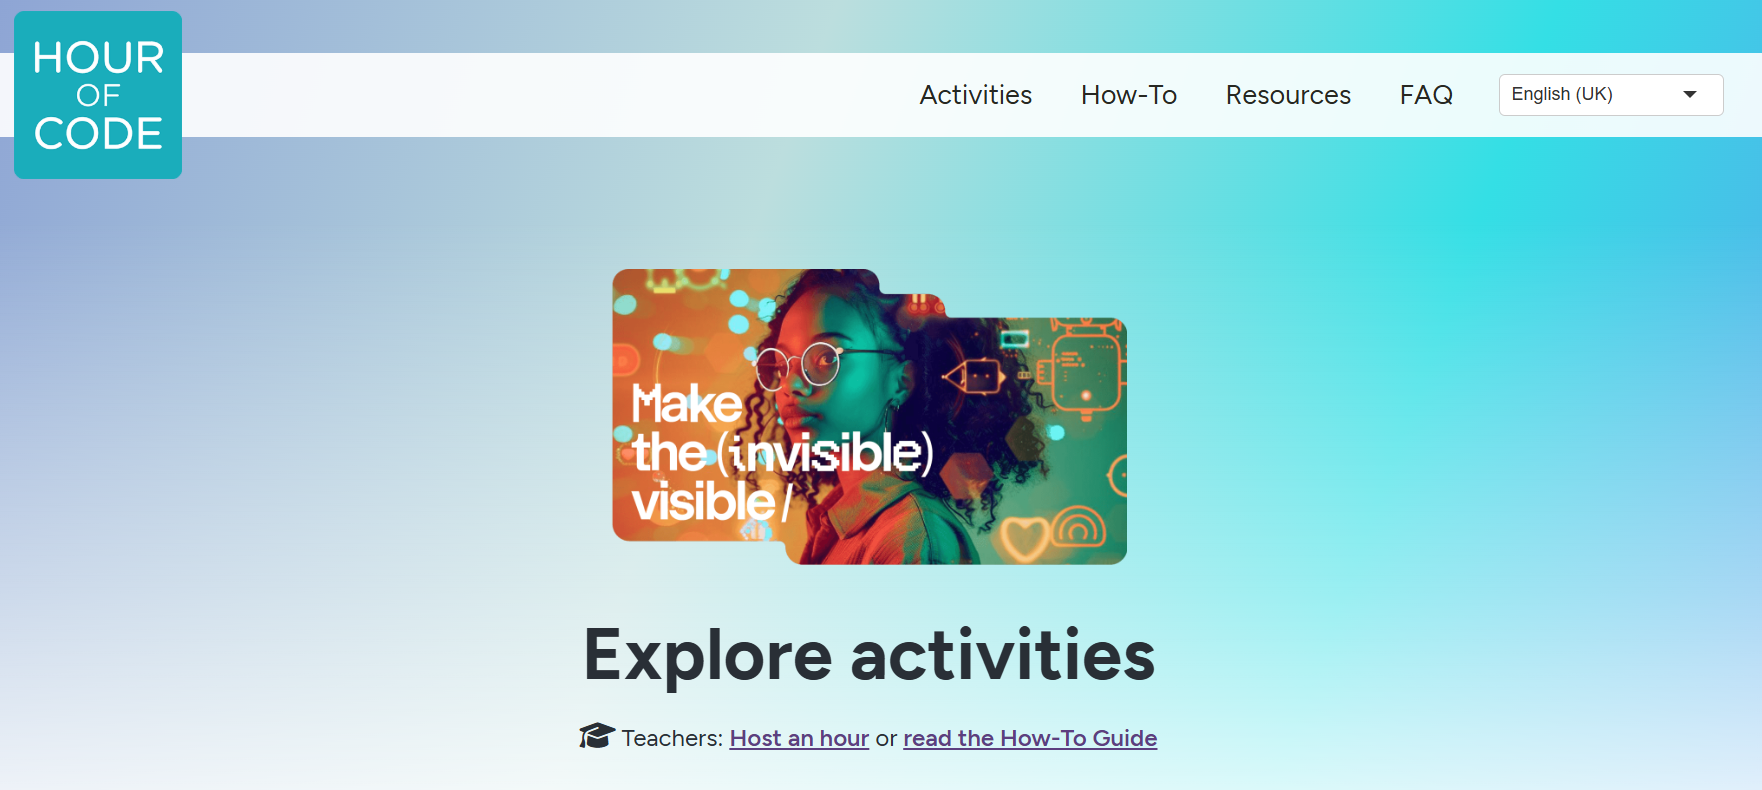 HOUR
OF
CODE
Activities How-To Resources FAQ English (UK)
Make
the (invisible)
visible/
Explore activities
Teachers: Host an hour or read the How-To Guide